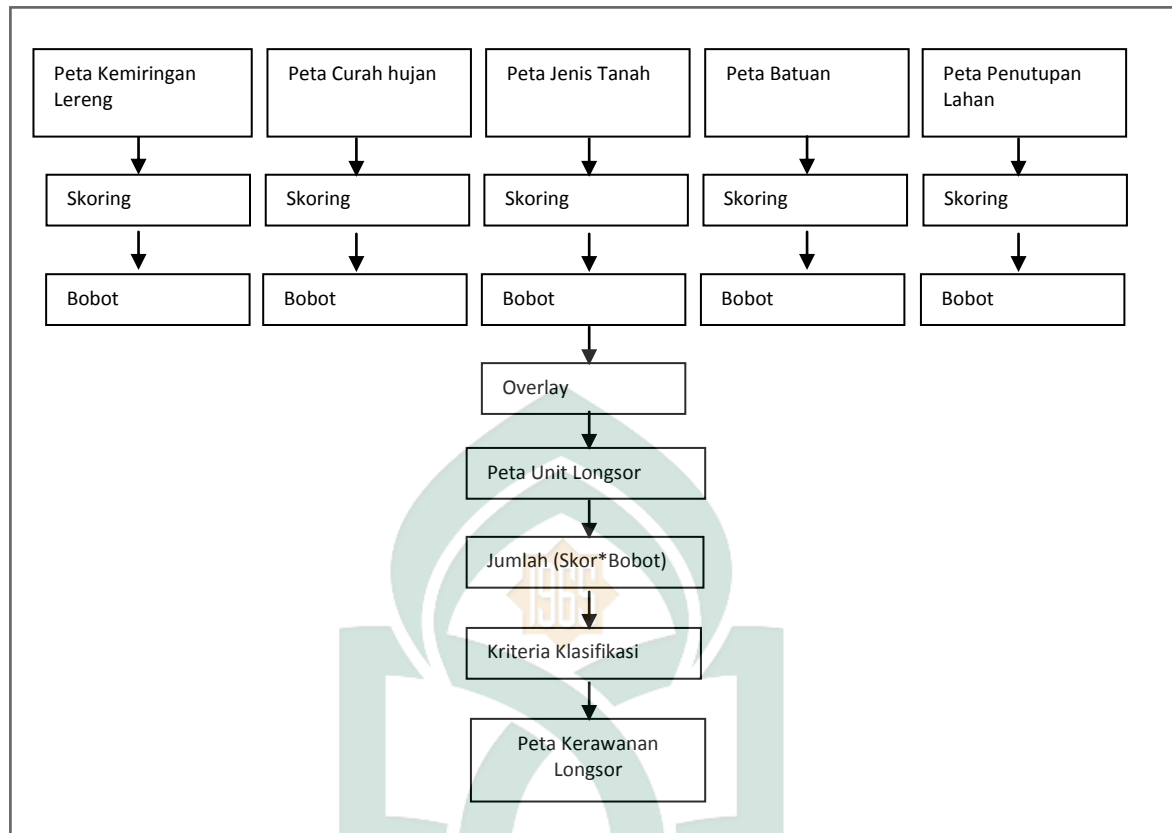 Peta Kemiringan
Lereng
Peta Curah hujan
Peta Jenis Tanah
Peta Batuan
Peta Penutupan
Lahan
Skoring
Skoring
Skoring
Skoring
Skoring
Bobot
Bobot
Bobot
Bobot
Bobot
Overlay
Peta Unit Longsor
Jumlah (Skor*Bobot)
1965
Kriteria Klasifikasi
Peta Kerawanan
Longsor